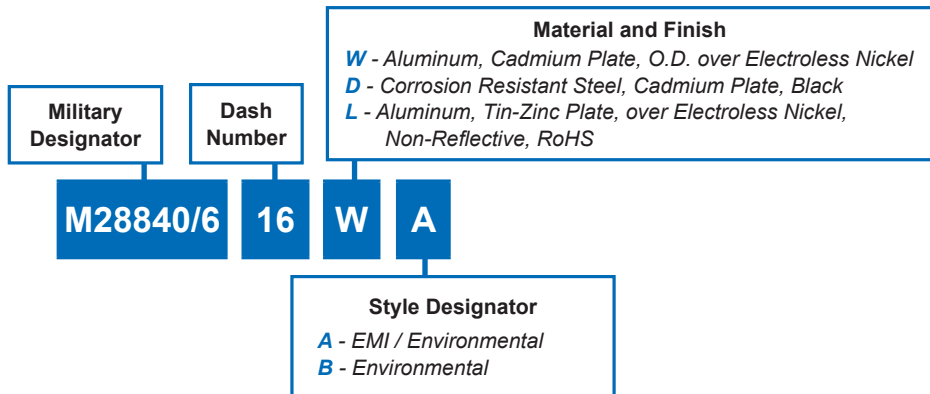 Material and Finish
W - Aluminum, Cadmium Plate, O.D. over Electroless Nickel
D - Corrosion Resistant Steel, Cadmium Plate, Black
L - Aluminum, Tin-Zinc Plate, over Electroless Nickel,
Non-Reflective, RoHS
Military
Designator
Dash
Number
M28840/6 16 W A
Style Designator
A - EMI / Environmental
B - Environmental